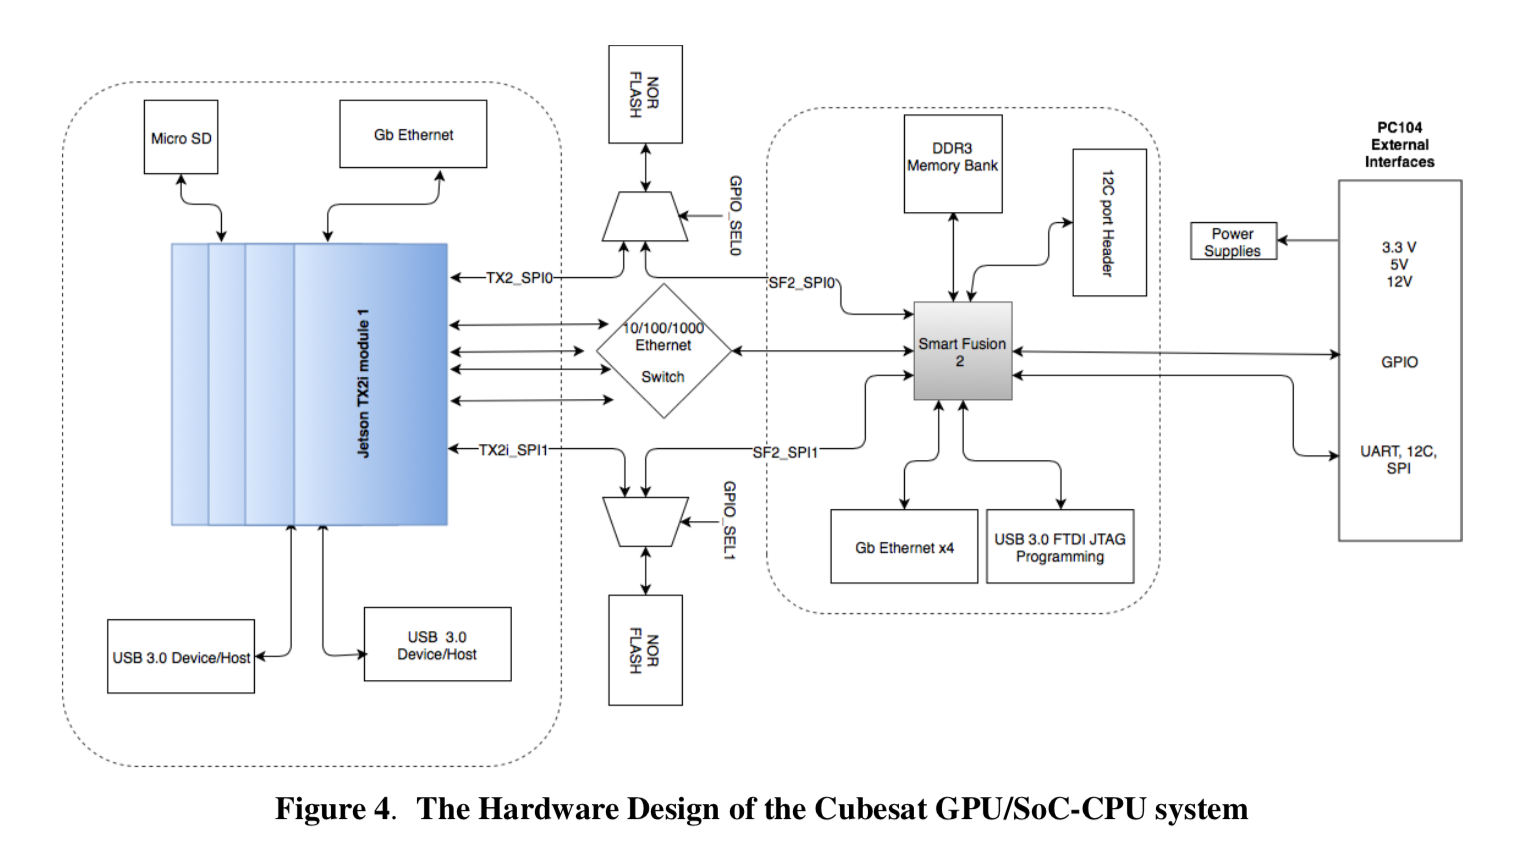 NOR
FLASH
Micro SD
Gb Ethernet
GPIO_SEL0
DDR3
Memory Bank
12C port Header
PC104
External
Interfaces
Power
Supplies
3.3 V
5V
12V
TX2_SPI0
SF2_SPI0
10/100/1000
Ethernet
Switch
Jetson TX2i module 1
Smart Fusion
2
GPIO
TX2i_SPI1
SF2_SPI1
UART, 12C,
SPI
GPIO_SEL1
Gb Ethernet x4
USB 3.0 FTDI JTAG
Programming
NOR
FLASH
USB 3.0 Device/Host
USB 3.0
Device/Host
Figure 4. The Hardware Design of the Cubesat GPU/SoC-CPU system